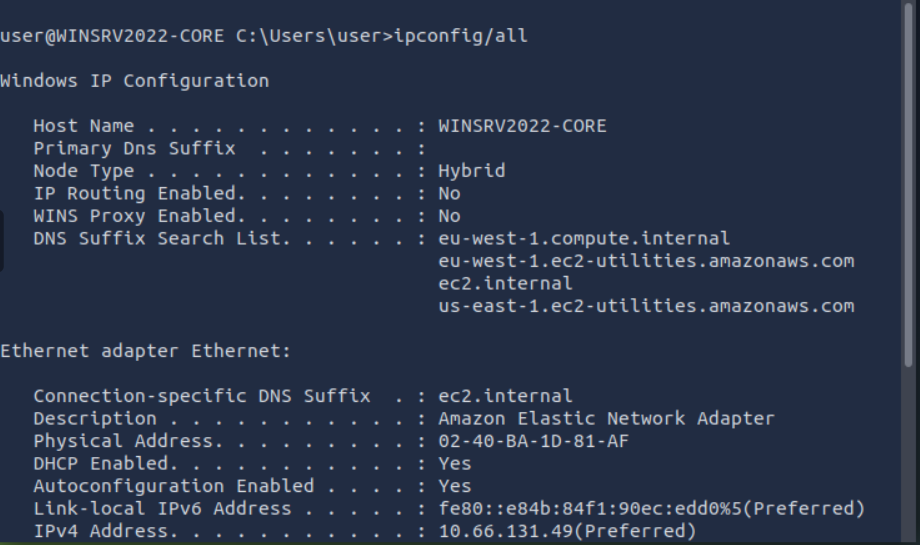 user@WINSRV2022-CORE C:\Users\user>ipconfig/all
Windows IP Configuration
Host Name . . . . . . . . . . . . : WINSRV2022-CORE
Primary Dns Suffix  . . . . . . . :
Node Type . . . . . . . . . . . . : Hybrid
IP Routing Enabled. . . . . . . . : No
WINS Proxy Enabled. . . . . . . . : No
DNS Suffix Search List. . . . . . : eu-west-1.compute.internal
eu-west-1.ec2-utilities.amazonaws.com
ec2.internal
us-east-1.ec2-utilities.amazonaws.com
Ethernet adapter Ethernet:
Connection-specific DNS Suffix  . : ec2.internal
Description . . . . . . . . . . . : Amazon Elastic Network Adapter
Physical Address. . . . . . . . . : 02-40-BA-1D-81-AF
DHCP Enabled. . . . . . . . . . . : Yes
Autoconfiguration Enabled . . . . : Yes
Link-local IPv6 Address . . . . . : fe80::e84b:84f1:90ec:edd0%5(Preferred)
IPv4 Address. . . . . . . . . . . : 10.66.131.49(Preferred)